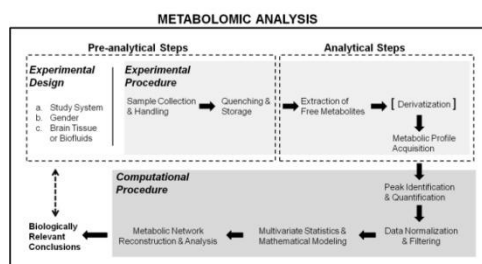 METABOLOMIC ANALYSIS
Pre-analytical Steps
Analytical Steps
Experimental
Design
a. Study System
b. Gender
c. Brain Tissue
or Biofluids
Experimental
Procedure
Sample Collection
& Handling
Quenching &
Storage
Extraction of
Free Metabolites
[ Derivatization ]
Metabolic Profile
Acquisition
Computational
Procedure
Peak Identification
& Quantification
Data Normalization
& Filtering
Multivariate Statistics &
Mathematical Modeling
Metabolic Network
Reconstruction & Analysis
Biologically
Relevant
Conclusions